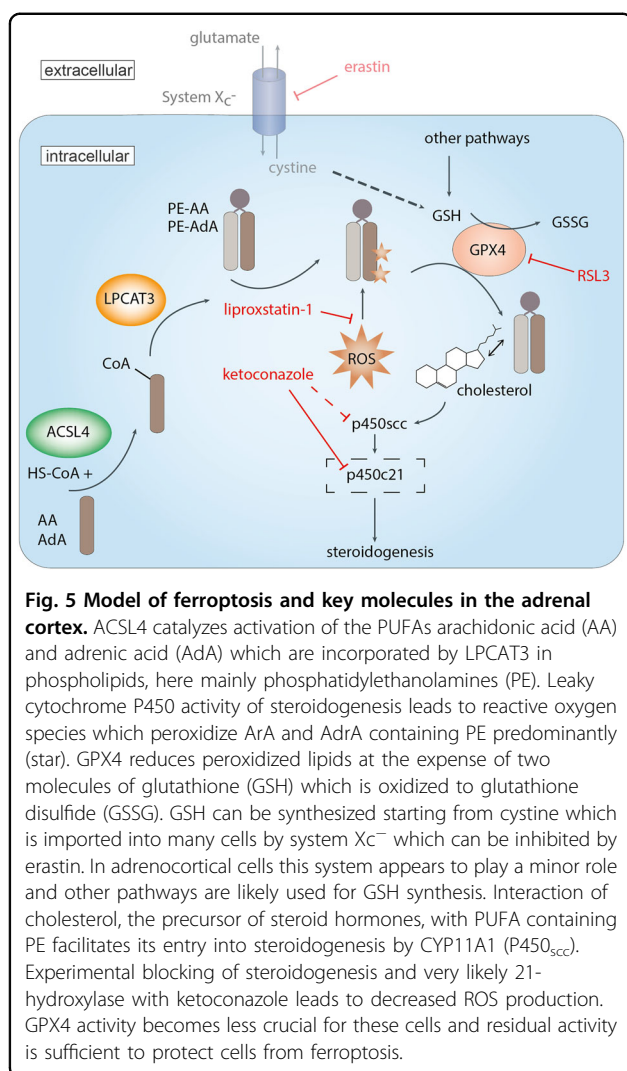 glutamate
extracellular
erastin
System Xc-
intracellular
other pathways
cystine
PE-AA
PE-AdA
GSH
GSSG
GPX4
LPCAT3
RSL3
liproxstatin-1
ROS
CoA
ketoconazole
cholesterol
p450scc
ACSL4
HS-CoA +
p450c21
AA
AdA
steroidogenesis
Fig. 5 Model of ferroptosis and key molecules in the adrenal
cortex. ACSL4 catalyzes activation of the PUFAs arachidonic acid (AA)
and adrenic acid (AdA) which are incorporated by LPCAT3 in
phospholipids, here mainly phosphatidylethanolamines (PE). Leaky
cytochrome P450 activity of steroidogenesis leads to reactive oxygen
species which peroxidize ArA and AdrA containing PE predominantly
(star). GPX4 reduces peroxidized lipids at the expense of two
molecules of glutathione (GSH) which is oxidized to glutathione
disulfide (GSSG). GSH can be synthesized starting from cystine which
is imported into many cells by system Xc− which can be inhibited by
erastin. In adrenocortical cells this system appears to play a minor role
and other pathways are likely used for GSH synthesis. Interaction of
cholesterol, the precursor of steroid hormones, with PUFA containing
PE facilitates its entry into steroidogenesis by CYP11A1 (P450scc).
Experimental blocking of steroidogenesis and very likely 21-
hydroxylase with ketoconazole leads to decreased ROS production.
GPX4 activity becomes less crucial for these cells and residual activity
is sufficient to protect cells from ferroptosis.